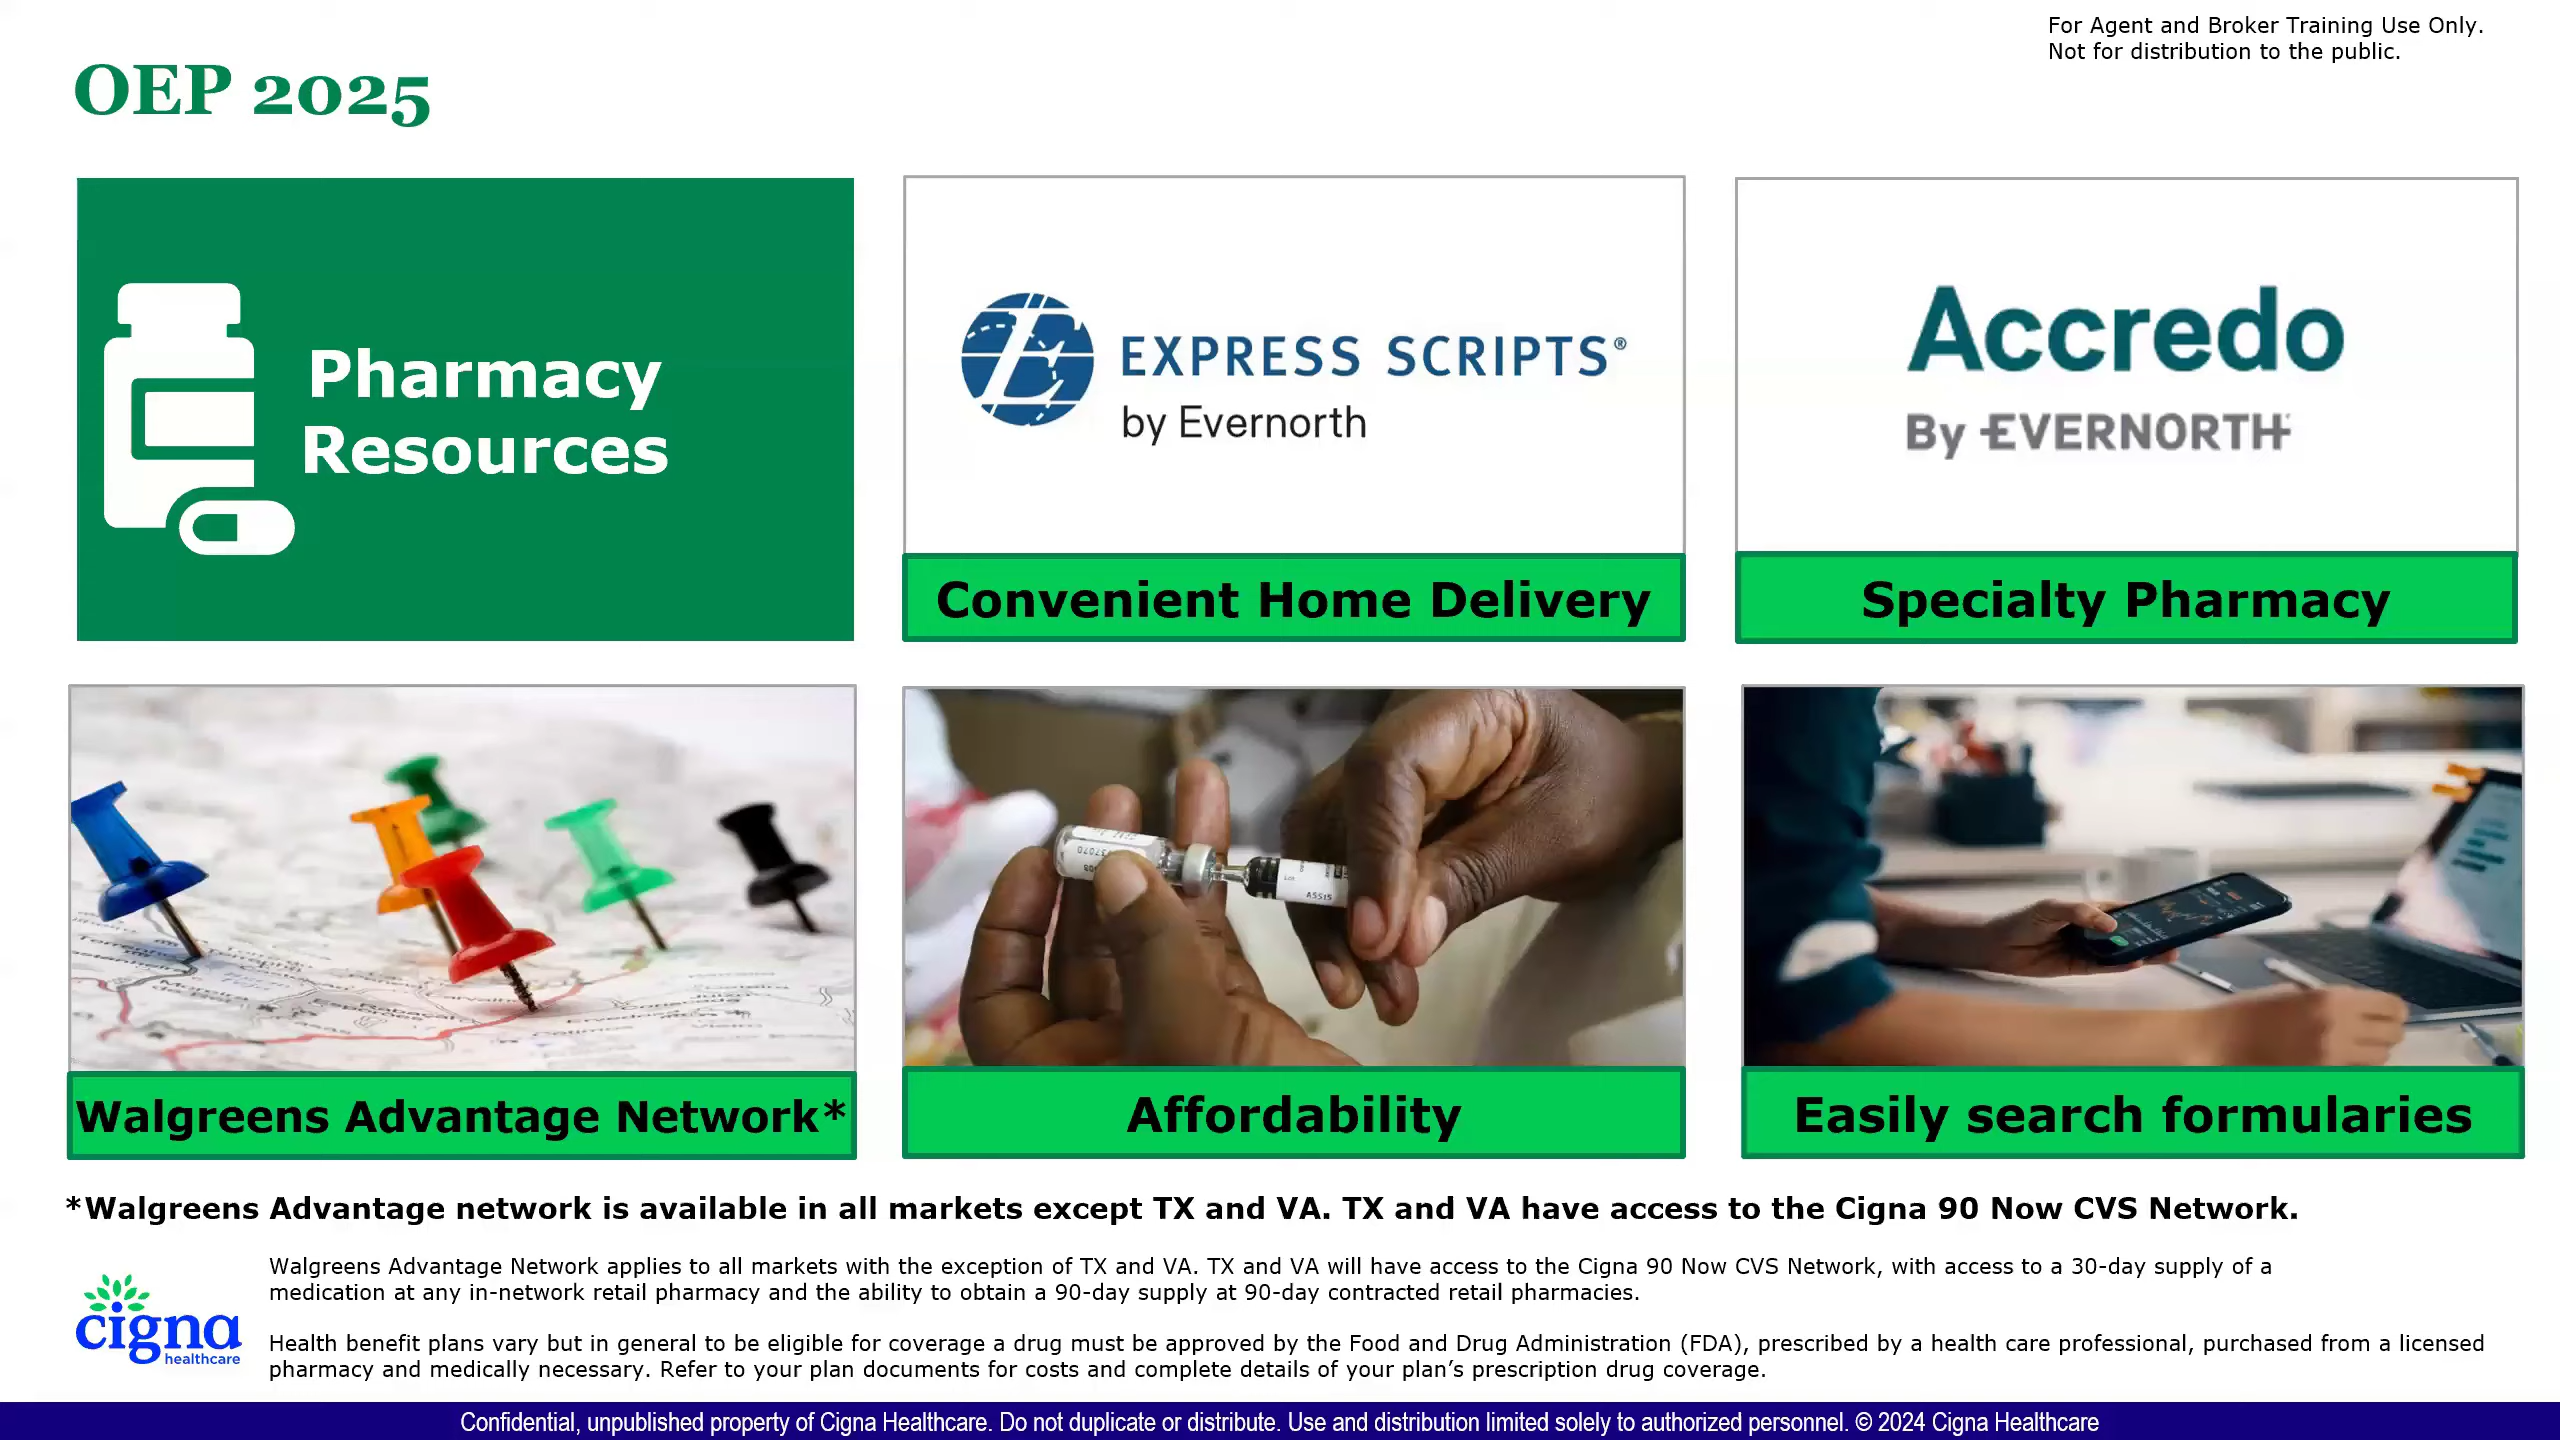 For Agent and Broker Training Use Only.
Not for distribution to the public.
OEP 2025
Pharmacy
Resources
EXPRESS SCRIPTS®
by Evernorth
Convenient Home Delivery
Accredo
By EVERNORTH
Specialty Pharmacy
Walgreens Advantage Network*
Affordability
Easily search formularies
*Walgreens Advantage network is available in all markets except TX and VA. TX and VA have access to the Cigna 90 Now CVS Network.
Walgreens Advantage Network applies to all markets with the exception of TX and VA. TX and VA will have access to the Cigna 90 Now CVS Network, with access to a 30-day supply of a
medication at any in-network retail pharmacy and the ability to obtain a 90-day supply at 90-day contracted retail pharmacies.
cigna
healthcare
Health benefit plans vary but in general to be eligible for coverage a drug must be approved by the Food and Drug Administration (FDA), prescribed by a health care professional, purchased from a licensed
pharmacy and medically necessary. Refer to your plan documents for costs and complete details of your plan’s prescription drug coverage.
Confidential, unpublished property of Cigna Healthcare. Do not duplicate or distribute. Use and distribution limited solely to authorized personnel. © 2024 Cigna Healthcare